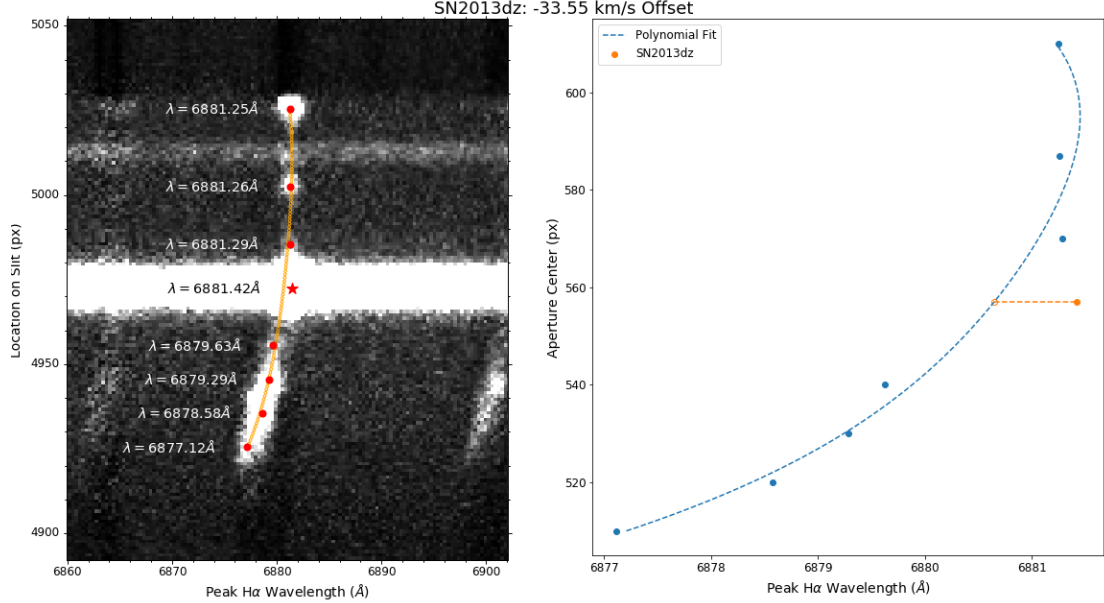 SN2013dz: -33.55 km/s Offset
5050
5000
4950
4900
Location on Slit (px)
λ = 6881.25Å
λ = 6881.26Å
λ = 6881.29Å
λ = 6881.42Å
λ = 6879.63Å
λ = 6879.29Å
λ = 6878.58Å
λ = 6877.12Å
6860 6870 6880 6890 6900
Peak Hα Wavelength (Å)
Polynomial Fit
SN2013dz
600
580
560
540
520
Aperture Center (px)
6877 6878 6879 6880 6881
Peak Hα Wavelength (Å)